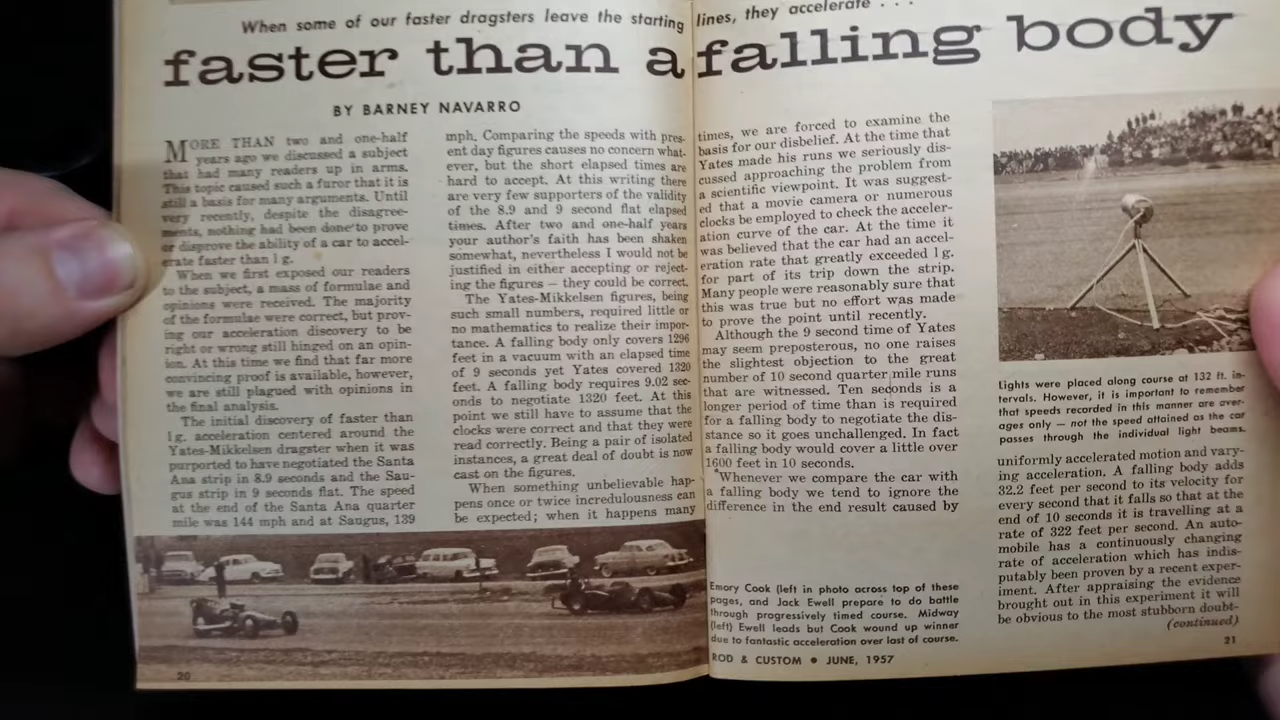 When some of our faster dragsters leave the starting lines, they accelerate . . .
faster than a falling body
BY BARNEY NAVARRO
MORE THAN two and one-half
years ago we discussed a subject
that had many readers up in arms.
This topic caused such a furor that it is
still a basis for many arguments. Until
very recently, despite the disagree-
ments, nothing had been done to prove
or disprove the ability of a car to accel-
erate faster than 1 g.
When we first exposed our readers
to the subject, a mass of formulae and
opinions were received. The majority
of the formulae were correct, but prov-
ing our acceleration discovery to be
right or wrong still hinged on an opin-
ion. At this time we find that far more
convincing proof is available, however,
we are still plagued with opinions in
the final analysis.
The initial discovery of faster than
1 g. acceleration centered around the
Yates-Mikkelsen dragster when it was
purported to have negotiated the Santa
Ana strip in 8.9 seconds and the Sau-
gus strip in 9 seconds flat. The speed
at the end of the Santa Ana quarter
mile was 144 mph and at Saugus, 139
mph. Comparing the speeds with pres-
ent day figures causes no concern what-
ever, but the short elapsed times are
hard to accept. At this writing there
are very few supporters of the validity
of the 8.9 and 9 second flat elapsed
times. After two and one-half years
your author's faith has been shaken
somewhat, nevertheless I would not be
justified in either accepting or reject-
ing the figures — they could be correct.
The Yates-Mikkelsen figures, being
such small numbers, required little or
no mathematics to realize their impor-
tance. A falling body only covers 1296
feet in a vacuum with an elapsed time
of 9 seconds yet Yates covered 1320
feet. A falling body requires 9.02 sec-
onds to negotiate 1320 feet. At this
point we still have to assume that the
clocks were correct and that they were
read correctly. Being a pair of isolated
instances, a great deal of doubt is now
cast on the figures.
When something unbelievable hap-
pens once or twice incredulousness can
be expected; when it happens many
times, we are forced to examine the
basis for our disbelief. At the time that
Yates made his runs we seriously dis-
cussed approaching the problem from
a scientific viewpoint. It was suggest-
ed that a movie camera or numerous
clocks be employed to check the acceler-
ation curve of the car. At the time it
was believed that the car had an accel-
eration rate that greatly exceeded 1 g.
for part of its trip down the strip.
Many people were reasonably sure that
this was true but no effort was made
to prove the point until recently.
Although the 9 second time of Yates
may seem preposterous, no one raises
the slightest objection to the great
number of 10 second quarter mile runs
that are witnessed. Ten seconds is a
longer period of time than is required
for a falling body to negotiate the dis-
stance so it goes unchallenged. In fact
a falling body would cover a little over
1600 feet in 10 seconds.
Whenever we compare the car with
a falling body we tend to ignore the
difference in the end result caused by
Lights were placed along course at 132 ft. in-
tervals. However, it is important to remember
that speeds recorded in this manner are aver-
ages only — not the speed attained as the car
passes through the individual light beams.
uniformly accelerated motion and vary-
ing acceleration. A falling body adds
32.2 feet per second to its velocity for
every second that it falls so that at the
end of 10 seconds it is travelling at a
rate of 322 feet per second. An auto-
mobile has a continuously changing
rate of acceleration which has indis-
putably been proven by a recent exper-
iment. After appraising the evidence
brought out in this experiment it will
be obvious to the most stubborn doubt-
(continued)
Emory Cook (left in photo across top of these
pages, and Jack Ewell prepare to do battle
through progressively timed course. Midway
(left) Ewell leads but Cook wound up winner
due to fantastic acceleration over last of course.
20
ROD & CUSTOM ● JUNE, 1957
21